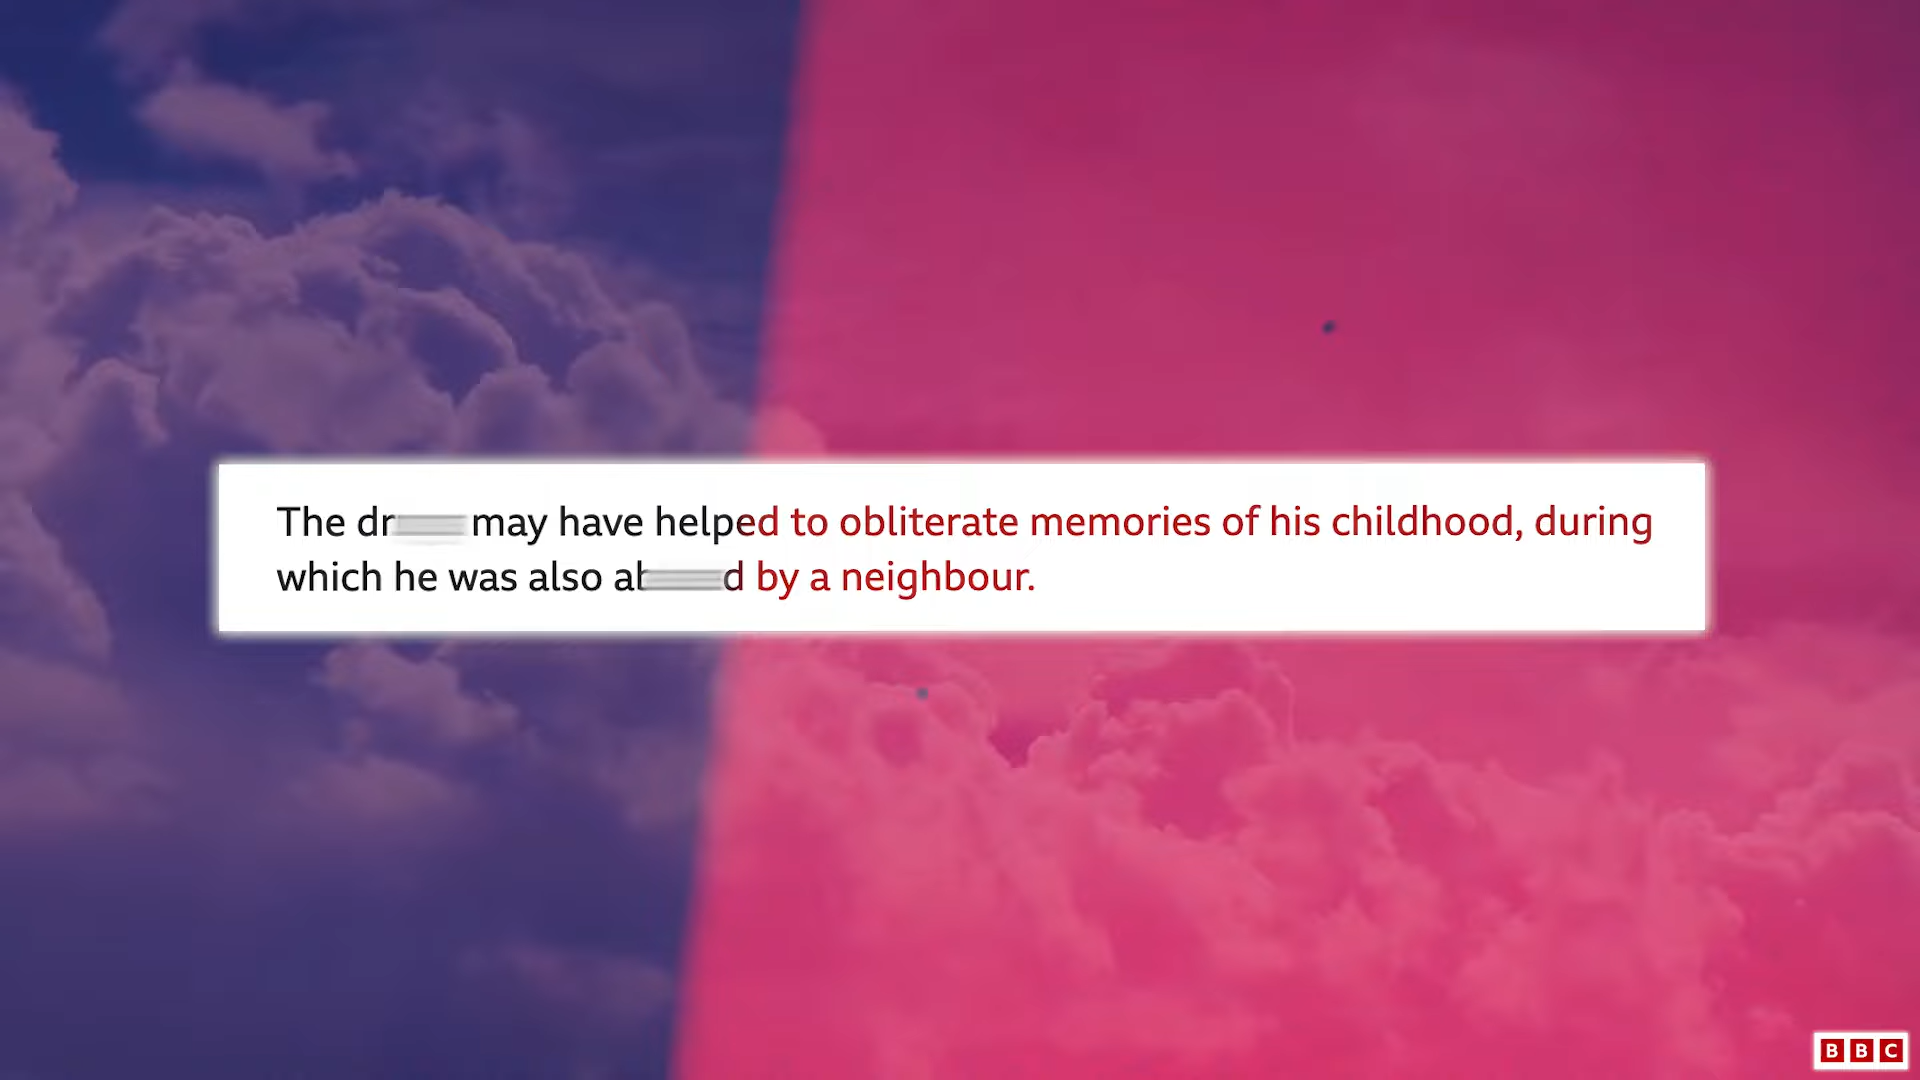 The may have helped to obliterate memories of his childhood, during
which he was also by a neighbour.
BBC